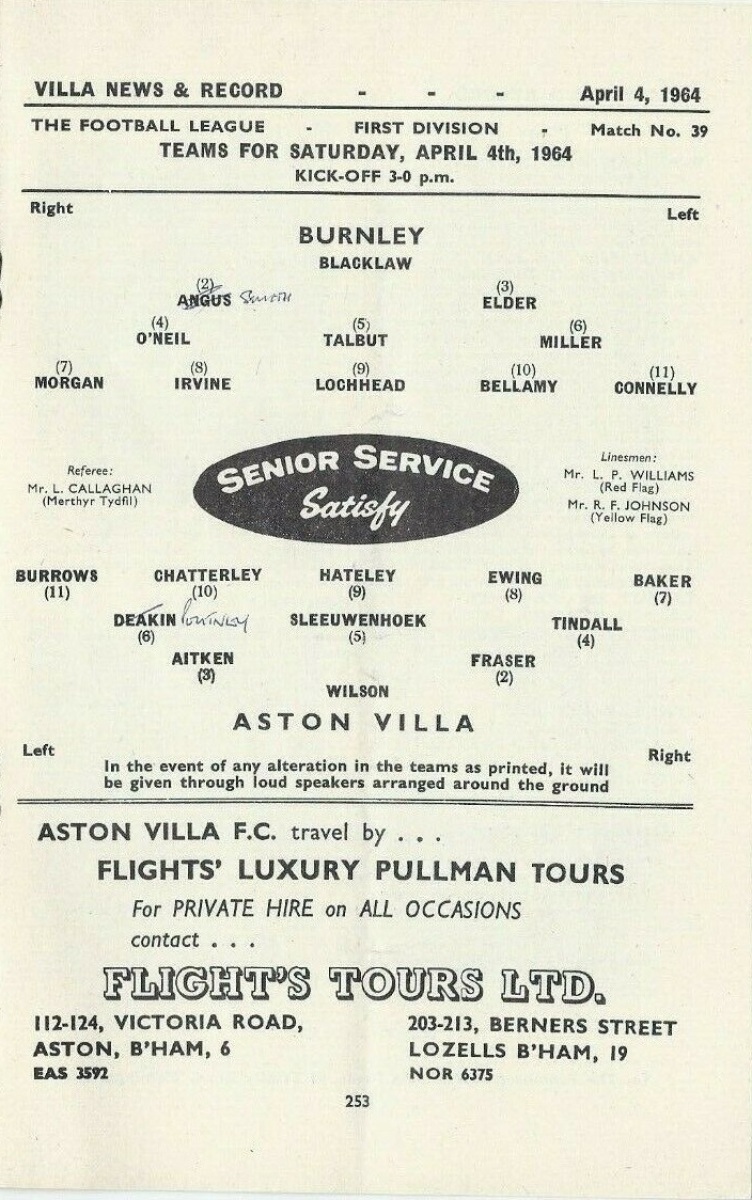 VILLA NEWS & RECORD - - - April 4, 1964
THE FOOTBALL LEAGUE - FIRST DIVISION - Match No. 39
TEAMS FOR SATURDAY, APRIL 4th, 1964
KICK-OFF 3-0 p.m.
Right Left
BURNLEY
BLACKLAW
(2) (3)
ANGUS Smith ELDER
(4) (5) (6)
O'NEIL TALBUT MILLER
(7) (8) (9) (10) (11)
MORGAN IRVINE LOCHHEAD BELLAMY CONNELLY
Referee:
Mr. L. CALLAGHAN
(Merthyr Tydfil)
SENIOR SERVICE
Satisfy
Linesmen:
Mr. L. P. WILLIAMS
(Red Flag)
Mr. R. F. JOHNSON
(Yellow Flag)
BURROWS CHATTERLEY HATELEY EWING BAKER
(11) (10) (9) (8) (7)
DEAKIN SLEEUWENHOEK TINDALL
(6) (5) (4)
AITKEN FRASER
(3) (2)
WILSON
ASTON VILLA
Left Right
In the event of any alteration in the teams as printed, it will
be given through loud speakers arranged around the ground
ASTON VILLA F.C. travel by . . .
FLIGHTS' LUXURY PULLMAN TOURS
For PRIVATE HIRE on ALL OCCASIONS
contact . . .
FLIGHT'S TOURS LTD.
112-124, VICTORIA ROAD,
ASTON, B'HAM, 6
EAS 3592
203-213, BERNERS STREET
LOZELLS B'HAM, 19
NOR 6375
253